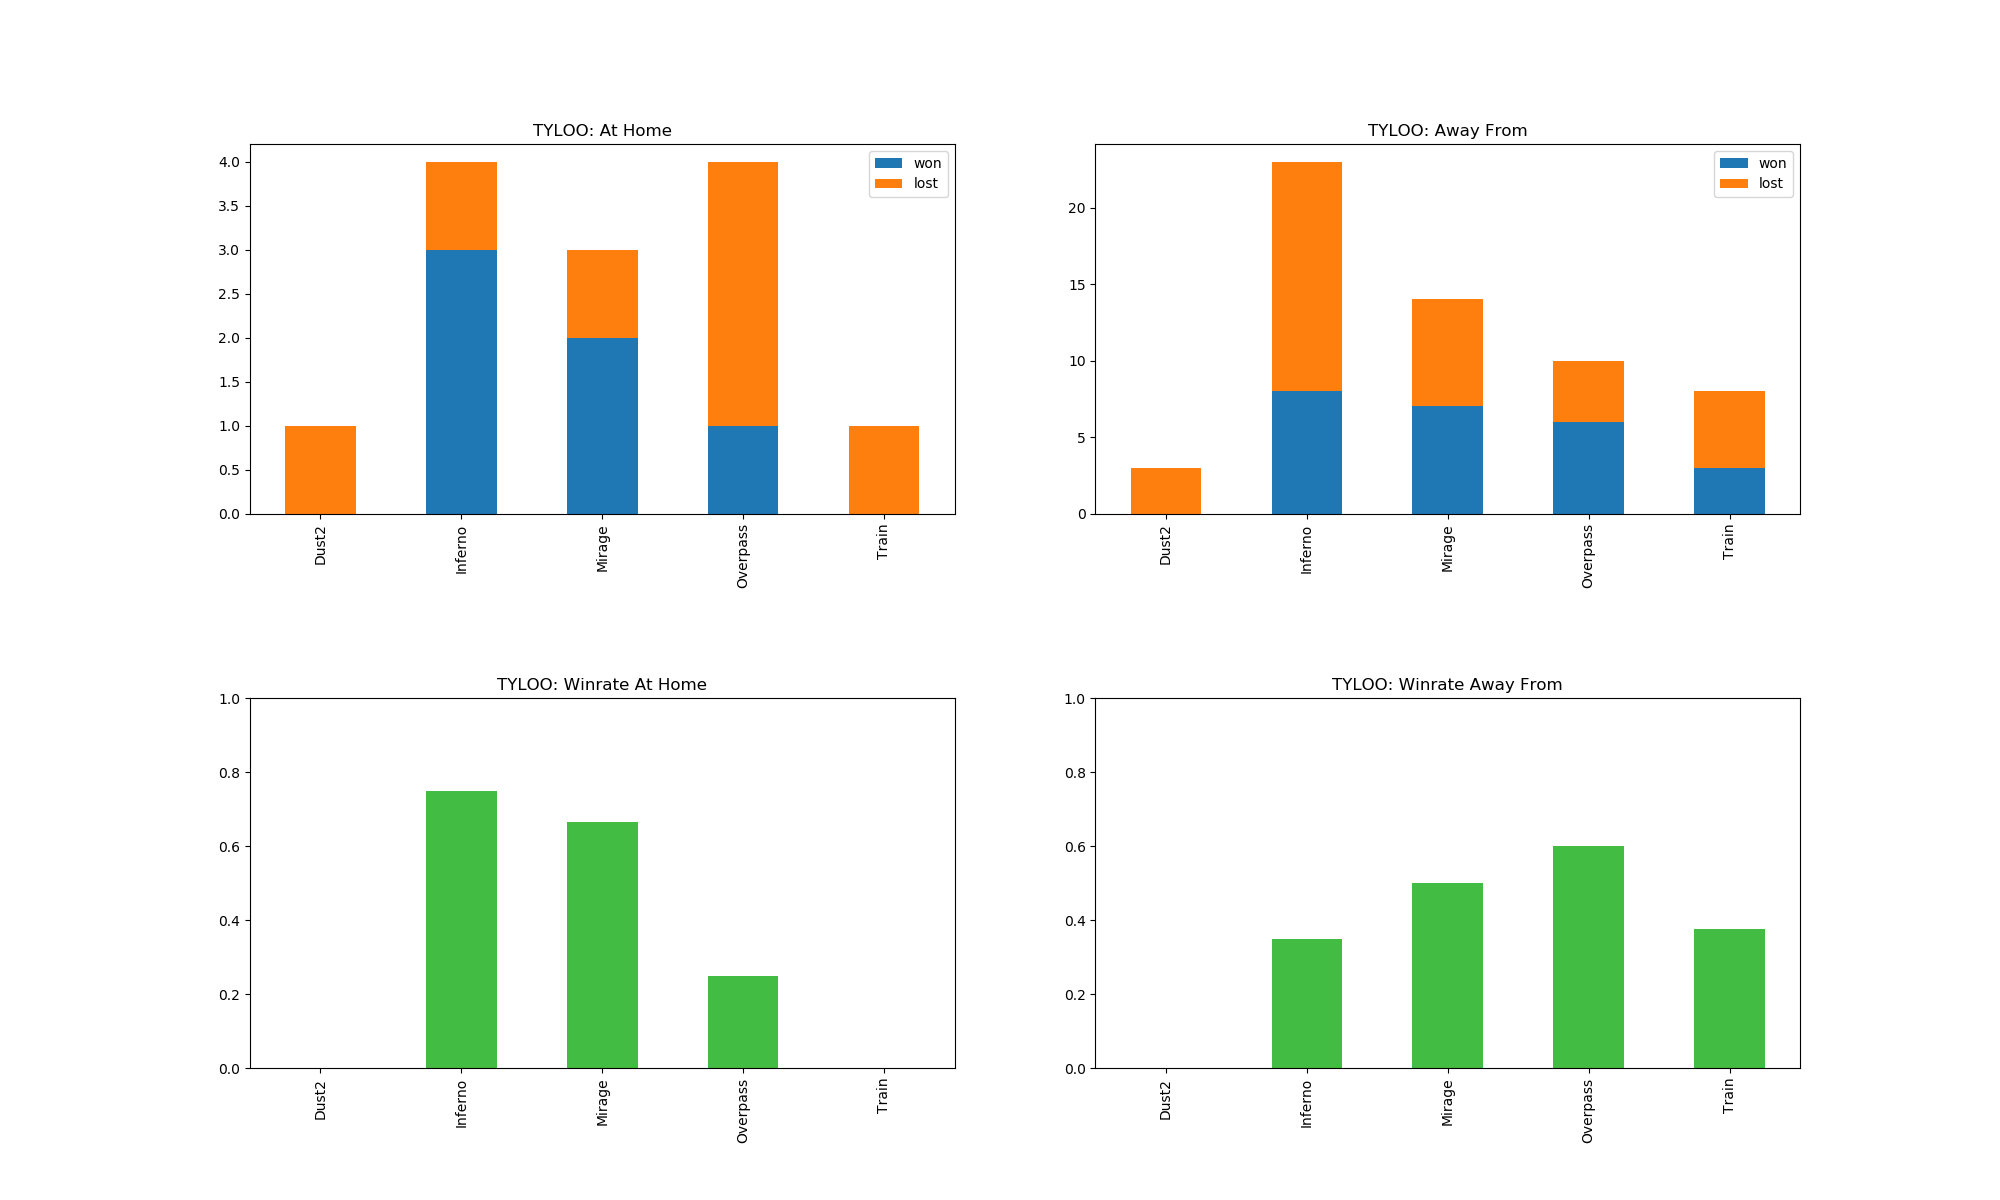 TYLOO: At Home
4.0
3.5
3.0
2.5
2.0
1.5
1.0
0.5
0.0
won
lost
Dust2
Inferno
Mirage
Overpass
Train
TYLOO: Away From
20
15
10
5
0
won
lost
Dust2
Inferno
Mirage
Overpass
Train
TYLOO: Winrate At Home
1.0
0.8
0.6
0.4
0.2
0.0
Dust2
Inferno
Mirage
Overpass
Train
TYLOO: Winrate Away From
1.0
0.8
0.6
0.4
0.2
0.0
Dust2
Inferno
Mirage
Overpass
Train